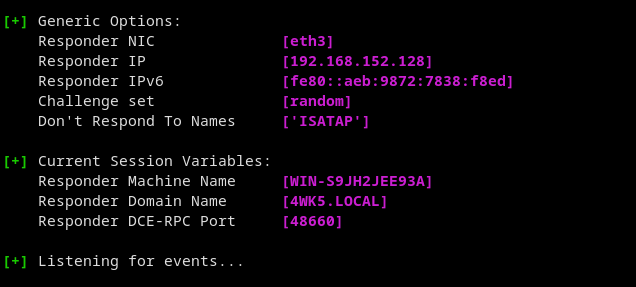 [+] Generic Options:
    Responder NIC              [eth3]
    Responder IP               [192.168.152.128]
    Responder IPv6             [fe80::aeb:9872:7838:f8ed]
    Challenge set              [random]
    Don't Respond To Names     ['ISATAP']
[+] Current Session Variables:
    Responder Machine Name     [WIN-S9JH2JEE93A]
    Responder Domain Name      [4WK5.LOCAL]
    Responder DCE-RPC Port     [48660]
[+] Listening for events...